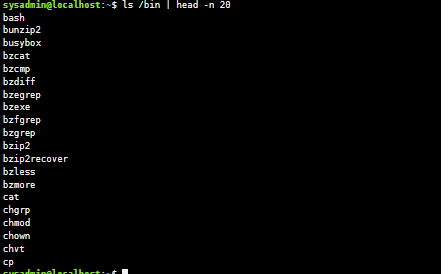 sysadmin@localhost:~$ ls /bin | head -n 20
bash
bunzip2
busybox
bzcat
bzcmp
bzdiff
bzegrep
bzexe
bzfgrep
bzgrep
bzip2
bzip2recover
bzless
bzmore
cat
chgrp
chmod
chown
chvt
cp
sysadmin@localhost:~$